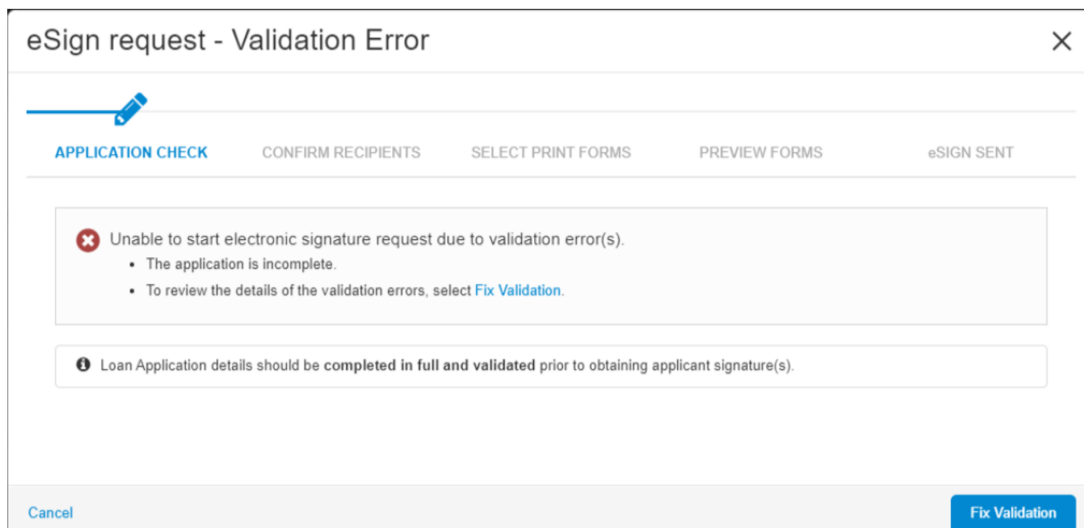 eSign request - Validation Error
APPLICATION CHECK CONFIRM RECIPIENTS SELECT PRINT FORMS PREVIEW FORMS eSIGN SENT
Unable to start electronic signature request due to validation error(s).
• The application is incomplete.
• To review the details of the validation errors, select Fix Validation.
Loan Application details should be completed in full and validated prior to obtaining applicant signature(s).
Cancel Fix Validation